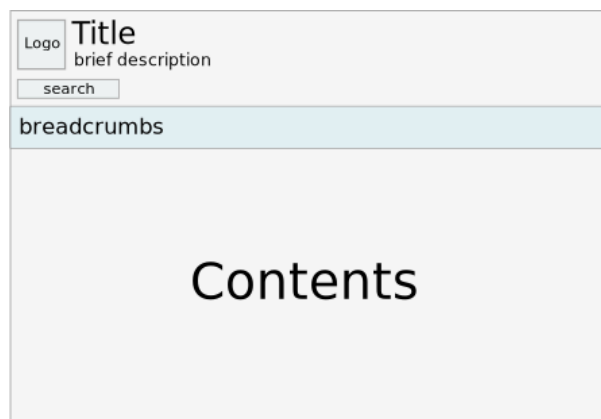 Logo
Title
brief description
search
breadcrumbs
Contents